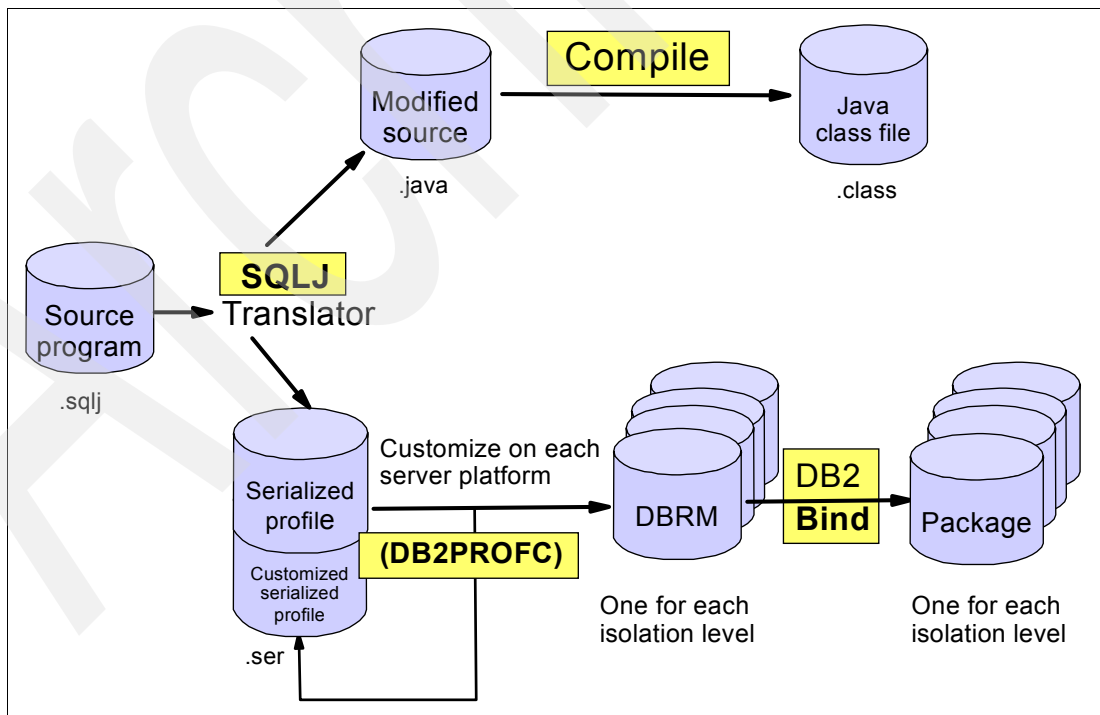 Compile
Modified
source
.java
Java
class file
.class
SQLJ
Translator
Source
program
.sqlj
Serialized
profile
Customized
serialized
profile
.ser
Customize on each
server platform
(DB2PROFC)
DBRM
One for each
isolation level
DB2
Bind
Package
One for each
isolation level